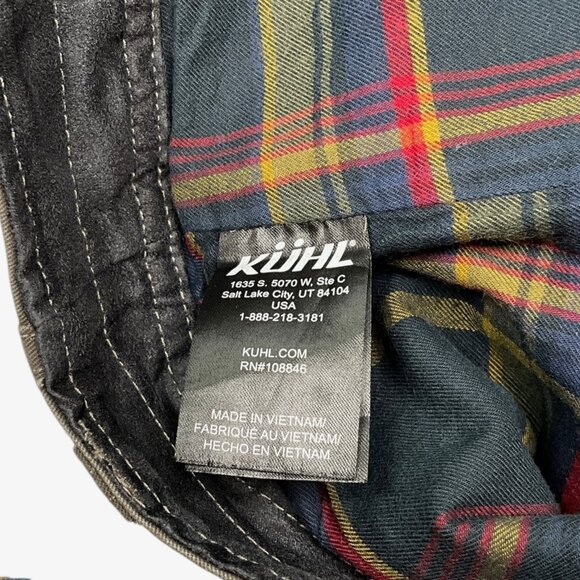 KÜHL
1635 S. 5070 W, Ste C
Salt Lake City, UT 84104
USA
1-888-218-3181
KUHL.COM
RN#108846
MADE IN VIETNAM/
FABRIQUÉ AU VIETNAM/
HECHO EN VIETNAM